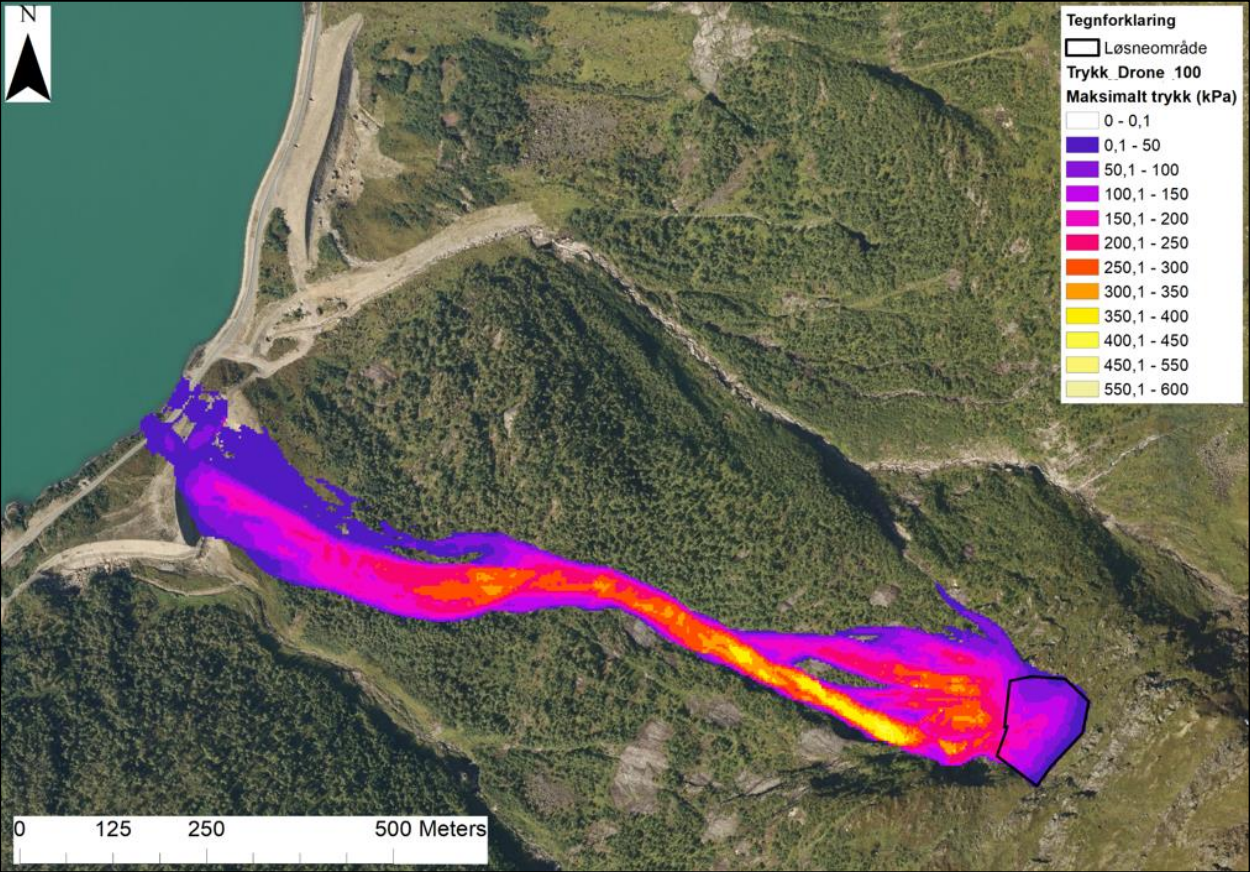 N
Tegnforklaring
Løsneområde
Trykk_Drone_100
Maksimalt trykk (kPa)
0 - 0,1
0,1 - 50
50,1 - 100
100,1 - 150
150,1 - 200
200,1 - 250
250,1 - 300
300,1 - 350
350,1 - 400
400,1 - 450
450,1 - 550
550,1 - 600
0 125 250 500 Meters